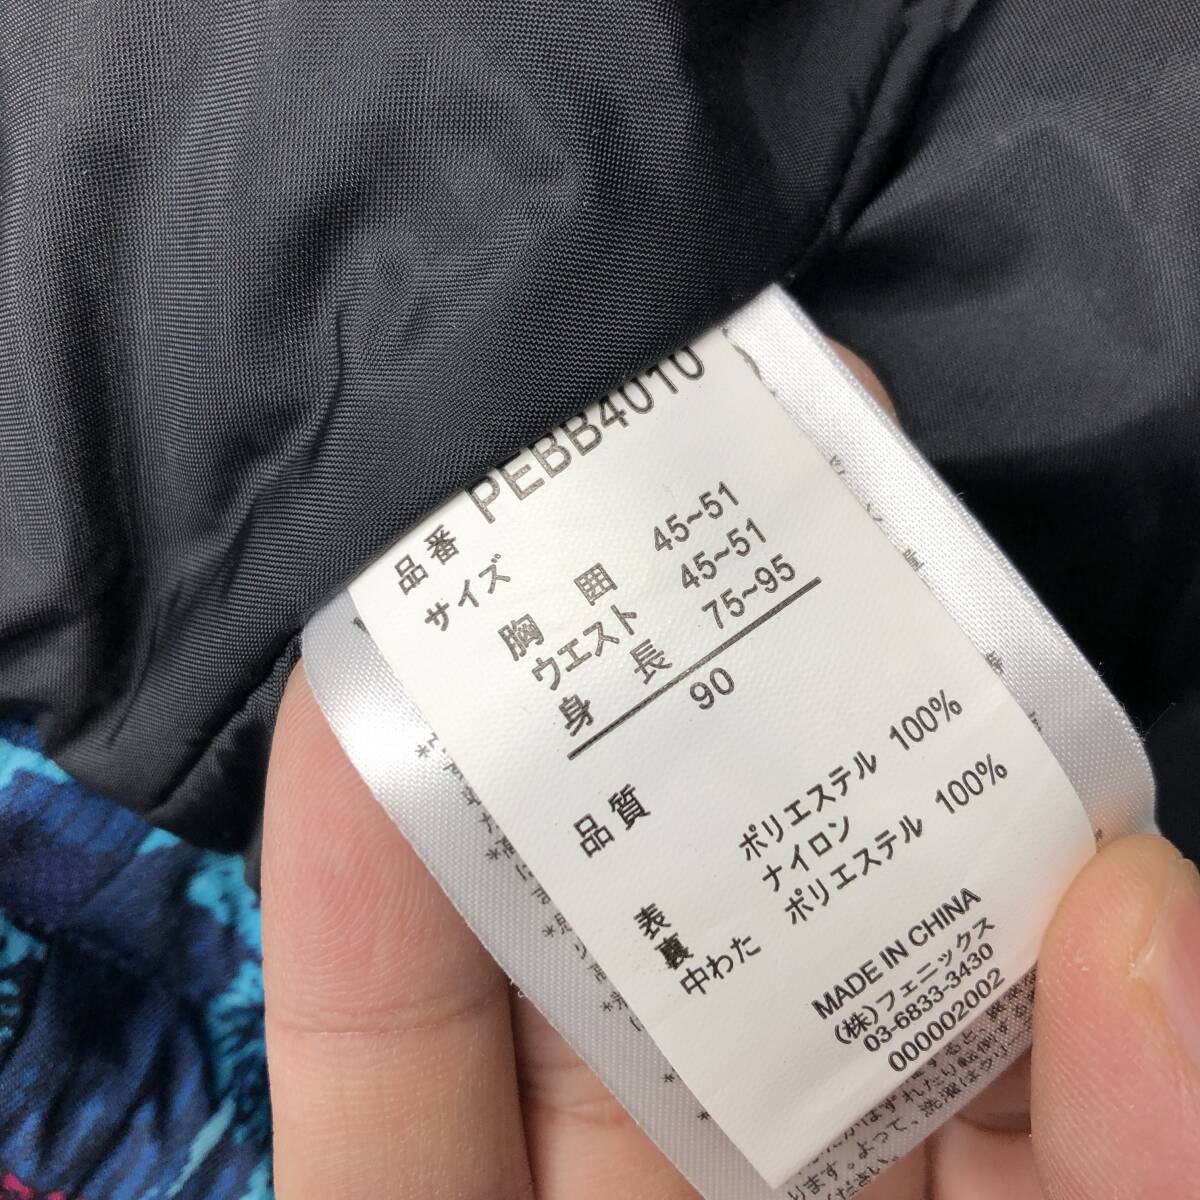 品番 PEBB4010
サイズ
胸囲 45~51
ウエスト 45~51
身長 75~95
90
品質
表 ポリエステル 100%
裏 ナイロン
中わた ポリエステル 100%
MADE IN CHINA
(株)フェニックス
03-6833-3430
000002002